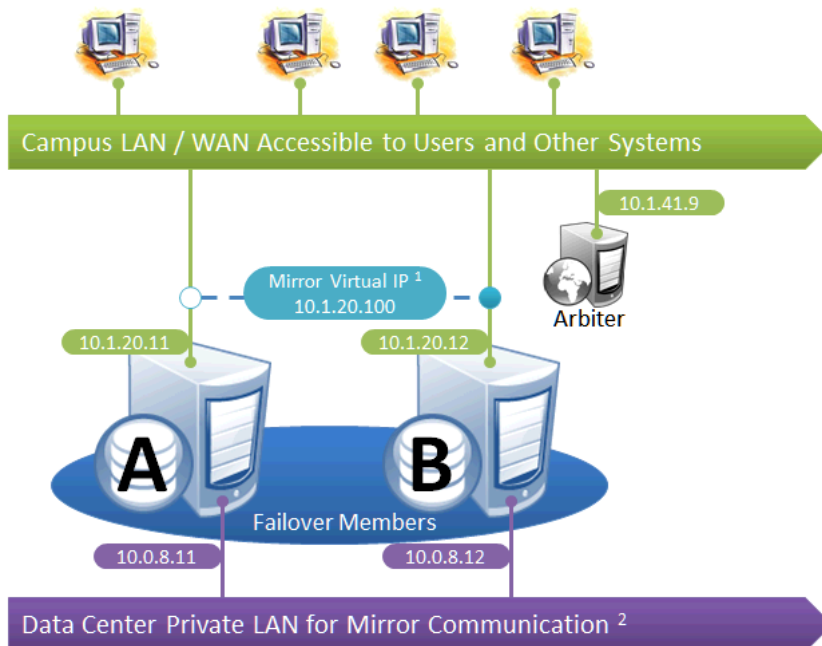 Campus LAN / WAN Accessible to Users and Other Systems
10.1.41.9
Mirror Virtual IP 1
10.1.20.100
Arbiter
10.1.20.11
10.1.20.12
A
B
Failover Members
10.0.8.11
10.0.8.12
Data Center Private LAN for Mirror Communication 2